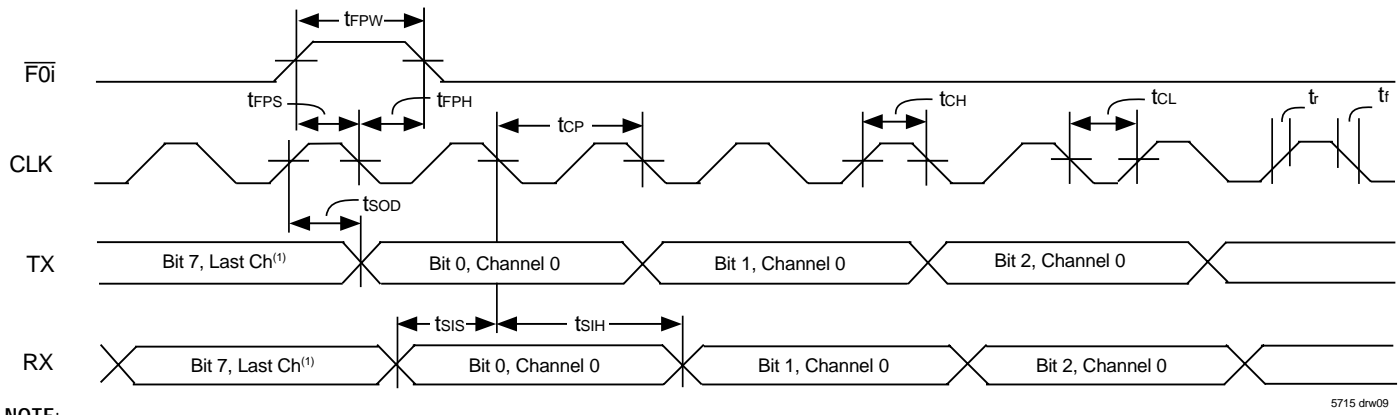 tFPW
F0i
tFPS
tFPH
tCP
tCH
tCL
tr
tf
CLK
tSOD
TX
Bit 7, Last Ch(1)
Bit 0, Channel 0
Bit 1, Channel 0
Bit 2, Channel 0
tSIS
tSIH
RX
Bit 7, Last Ch(1)
Bit 0, Channel 0
Bit 1, Channel 0
Bit 2, Channel 0
5715 drw09
NOTE: